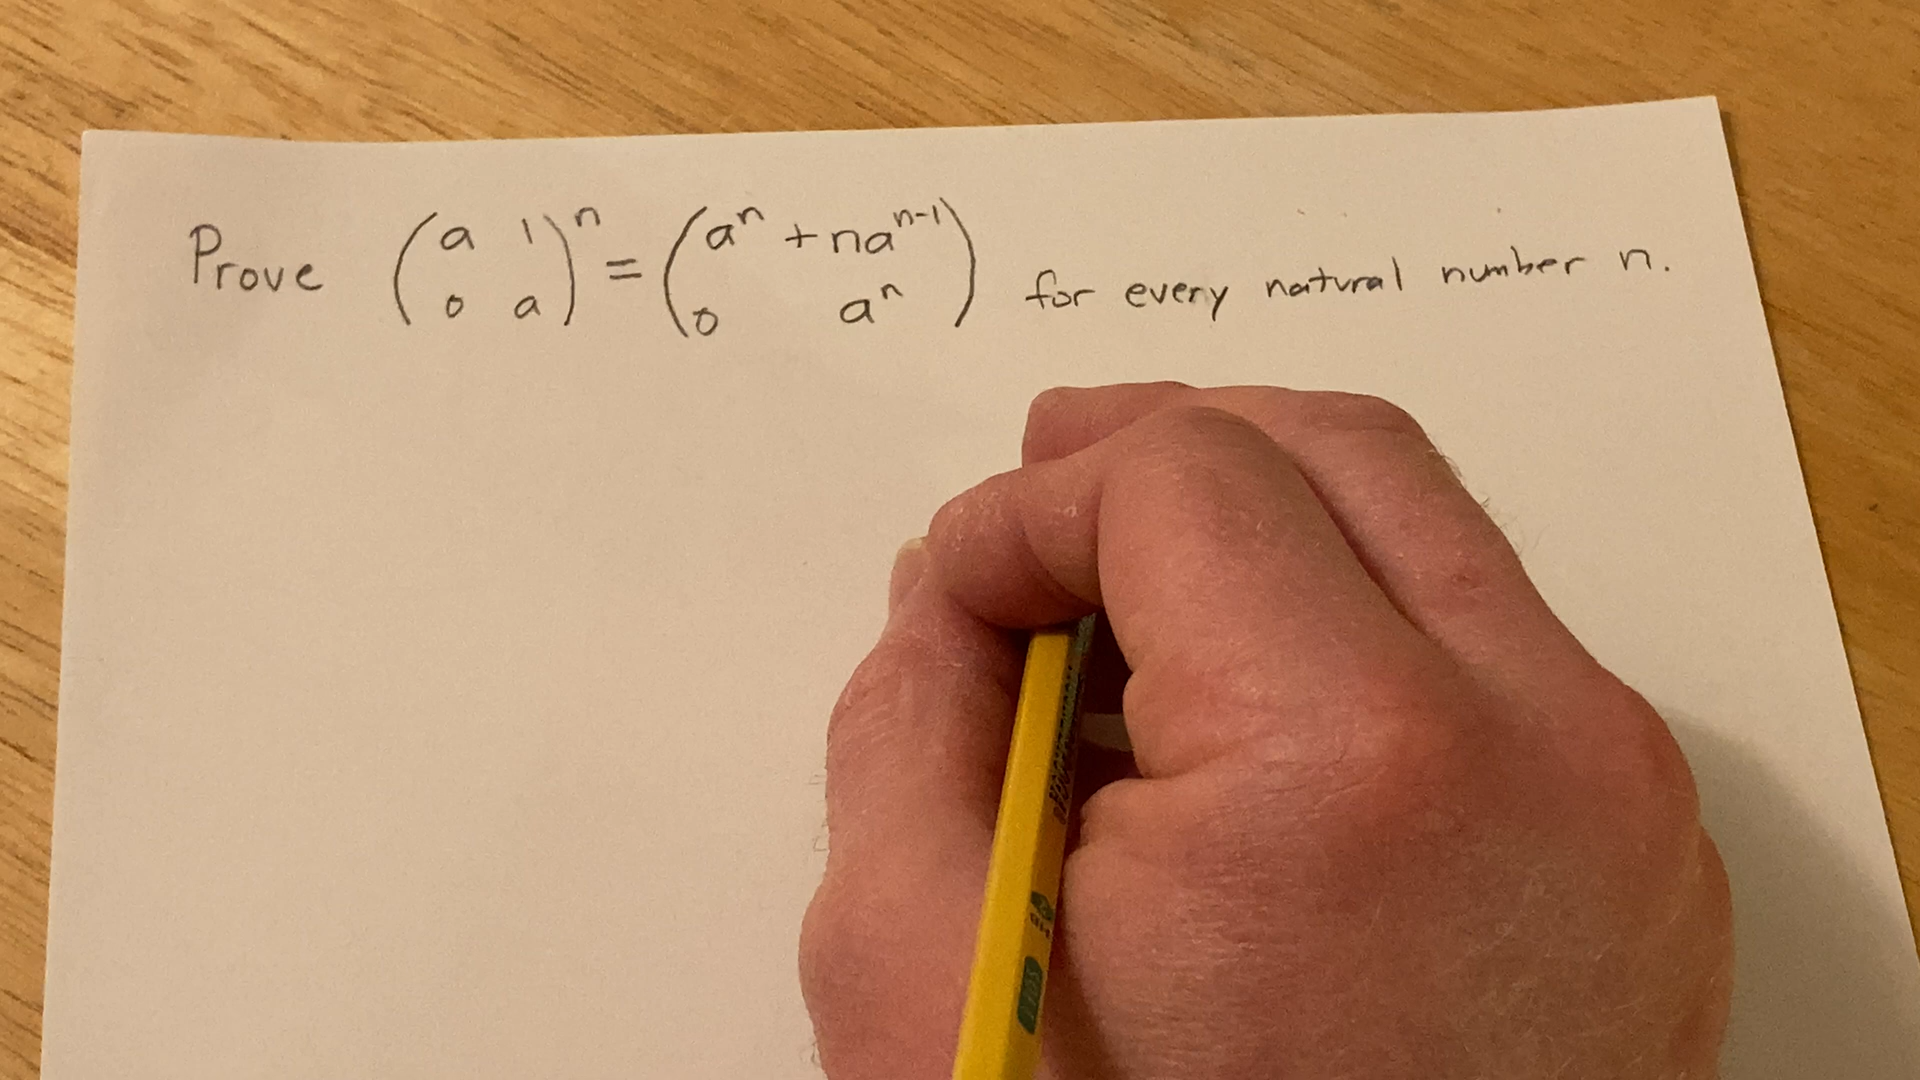 Prove (a 1 0 a)^n = (a^n + na^{n-1} 0 a^n) for every natural number n.